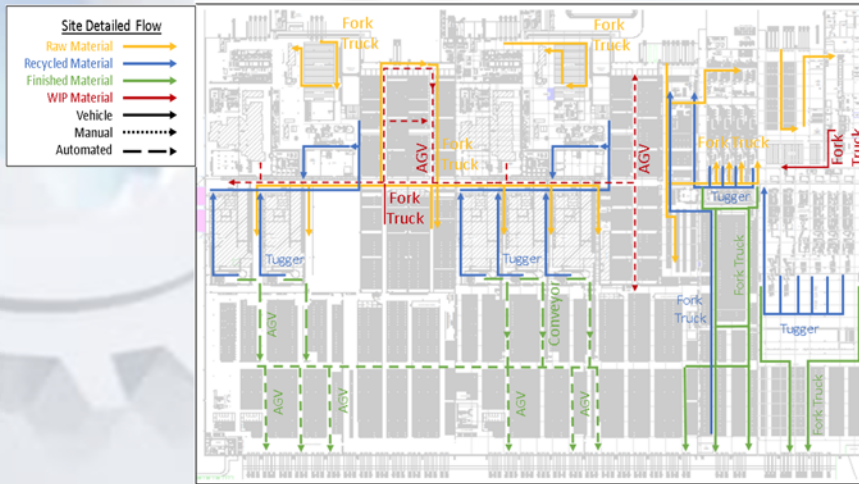 Site Detailed Flow
Raw Material
Recycled Material
Finished Material
WIP Material
Vehicle
Manual
Automated
Fork
Truck
Fork
Truck
AGV
Fork
Truck
AGV
Fork Truck
Fork
Truck
Fork
Truck
Tugger
Tugger
Tugger
Fork Truck
Fork
Truck
Tugger
AGV
Conveyor
AGV
AGV
AGV
AGV
Fork Truck